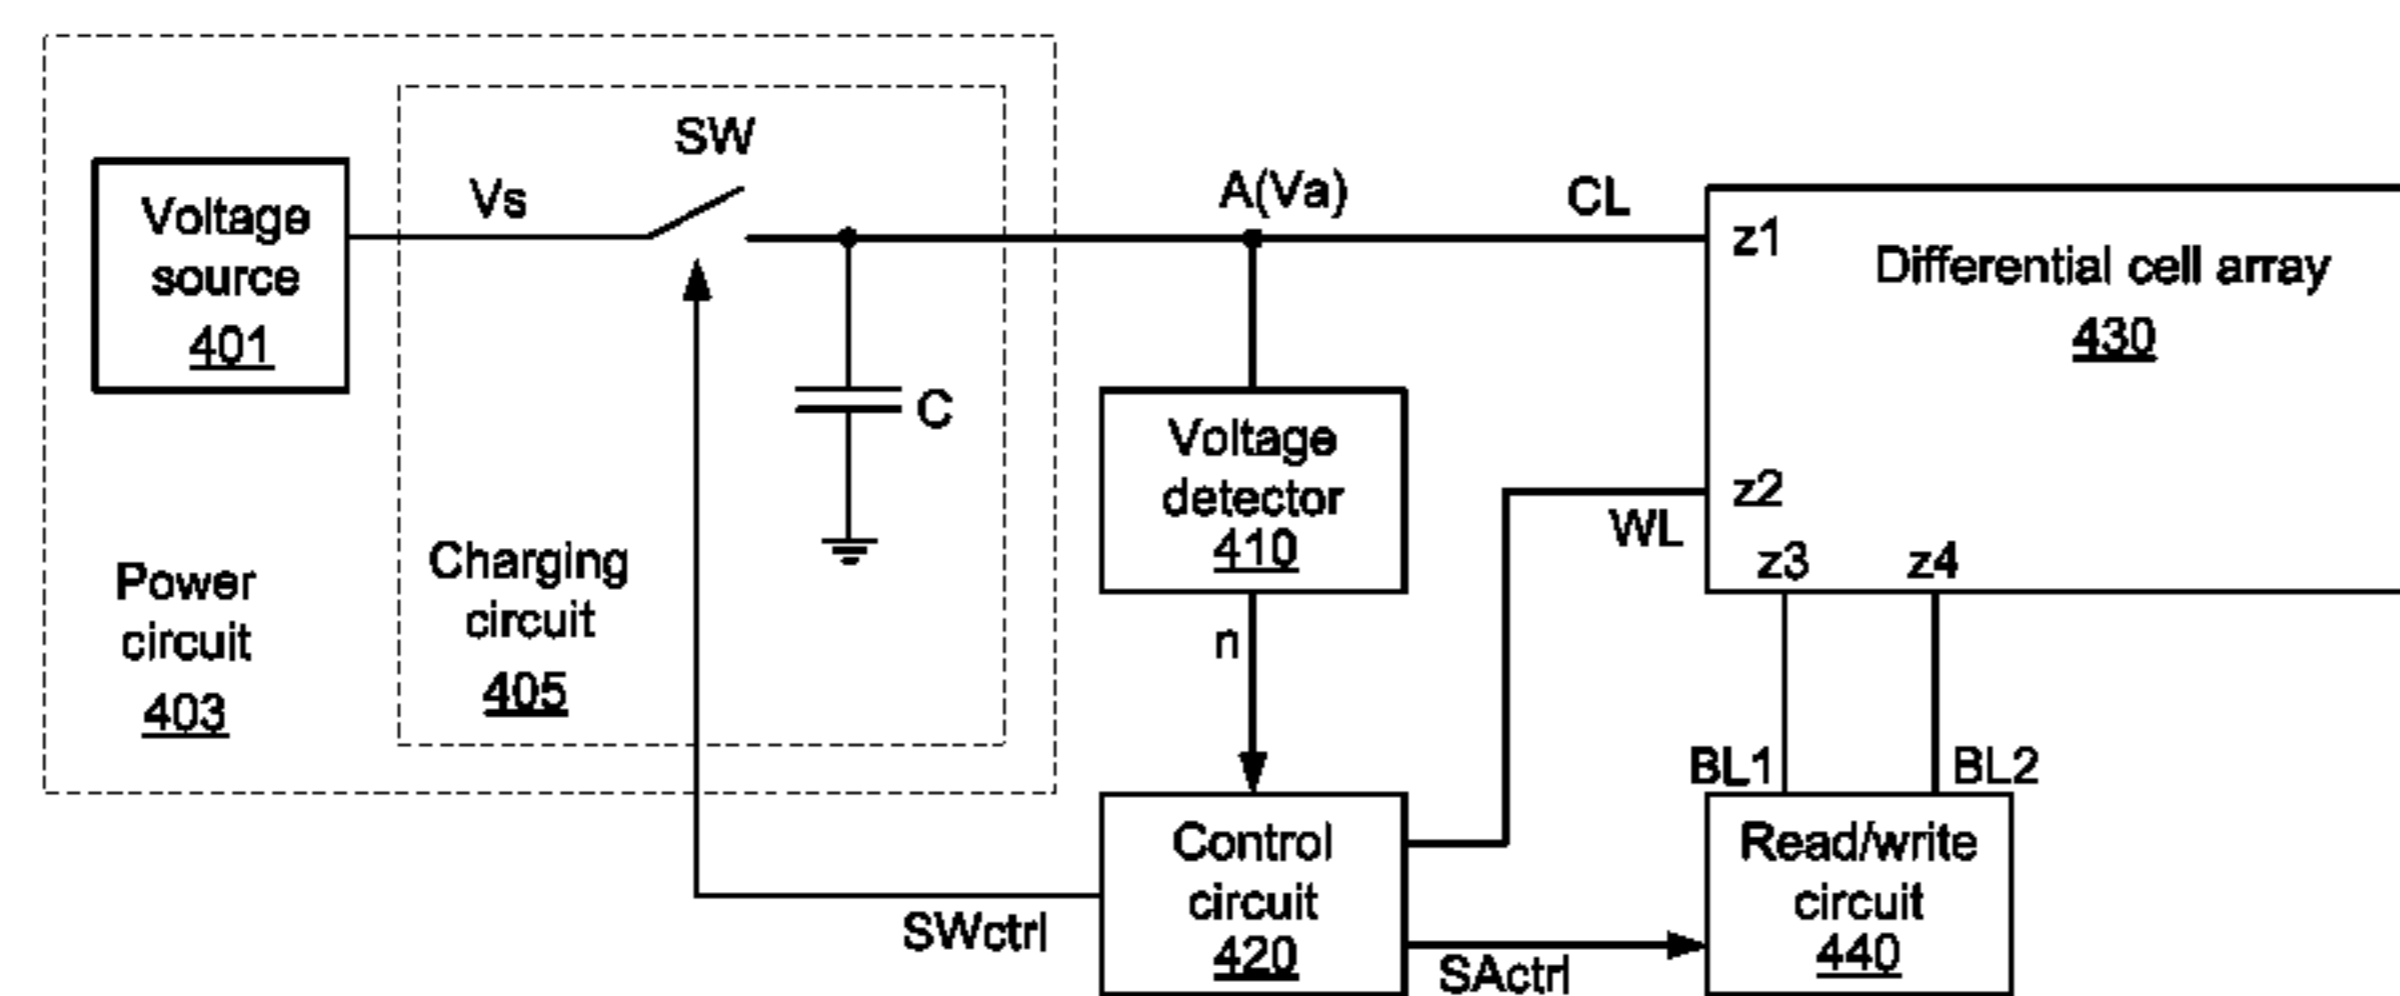 SW
Vs
A(Va)
CL
Voltage
source
401
z1
Differential cell array
430
C
Voltage
detector
410
z2
WL
z3
z4
Power
circuit
403
Charging
circuit
405
n
BL1
BL2
SWctrl
Control
circuit
420
SActrl
Read/write
circuit
440